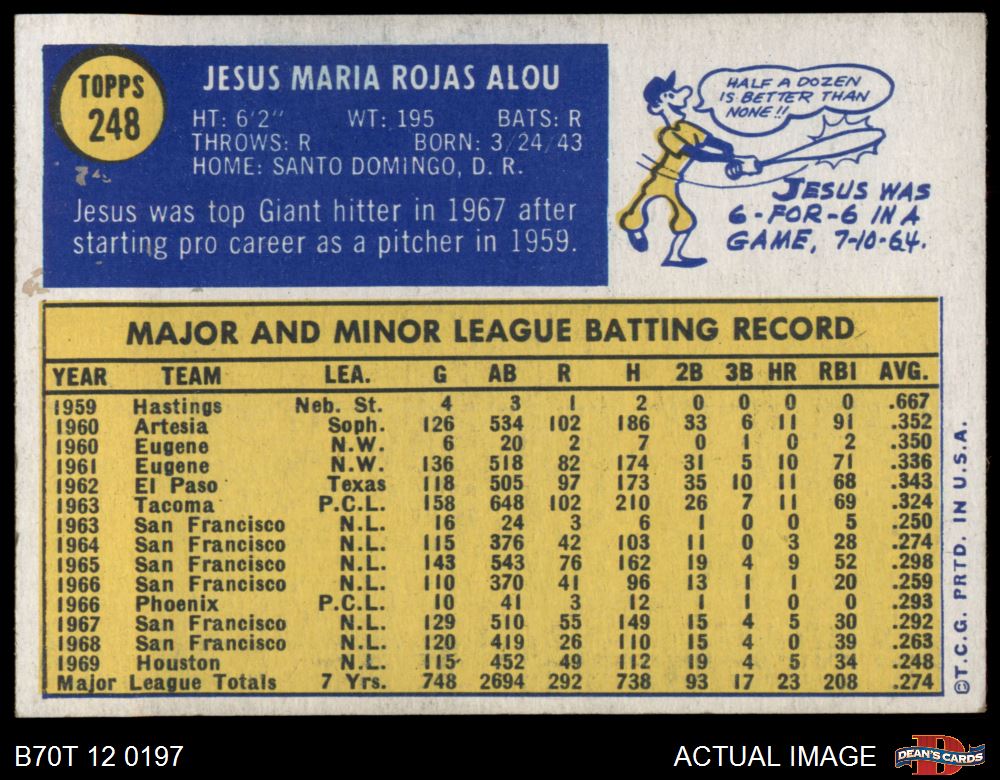 TOPPS
248
JESUS MARIA ROJAS ALOU
HT: 6'2" WT: 195 BATS: R
THROWS: R BORN: 3/24/43
HOME: SANTO DOMINGO, D. R.
Jesus was top Giant hitter in 1967 after
starting pro career as a pitcher in 1959.
HALF A DOZEN
IS BETTER THAN
NONE!!
JESUS WAS
6-FOR-6 IN A
GAME, 7-10-64.
MAJOR AND MINOR LEAGUE BATTING RECORD
YEAR TEAM LEA. G AB R H 2B 3B HR RBI AVG.
1959 Hastings Neb. St. 4 3 1 2 0 0 0 0 .667
1960 Artesia Soph. 126 534 102 186 33 6 11 91 .352
1960 Eugene N.W. 6 20 2 7 0 1 0 2 .350
1961 Eugene N.W. 136 518 82 174 31 5 10 71 .336
1962 El Paso Texas 118 505 97 173 35 10 11 68 .343
1963 Tacoma P.C.L. 158 648 102 210 26 7 11 69 .324
1963 San Francisco N.L. 16 24 3 6 1 0 0 5 .250
1964 San Francisco N.L. 115 376 42 103 11 0 3 28 .274
1965 San Francisco N.L. 143 543 76 162 19 4 9 52 .298
1966 San Francisco N.L. 110 370 41 96 13 1 1 20 .259
1966 Phoenix P.C.L. 10 41 3 12 1 1 0 0 .293
1967 San Francisco N.L. 129 510 55 149 15 4 5 30 .292
1968 San Francisco N.L. 120 419 26 110 15 4 0 39 .263
1969 Houston N.L. 115 452 49 112 19 4 5 34 .248
Major League Totals 7 Yrs. 748 2694 292 738 93 17 23 208 .274
©T.C.G. PRTD. IN U.S.A.
B70T 12 0197
ACTUAL IMAGE
DEAN'S CARDS